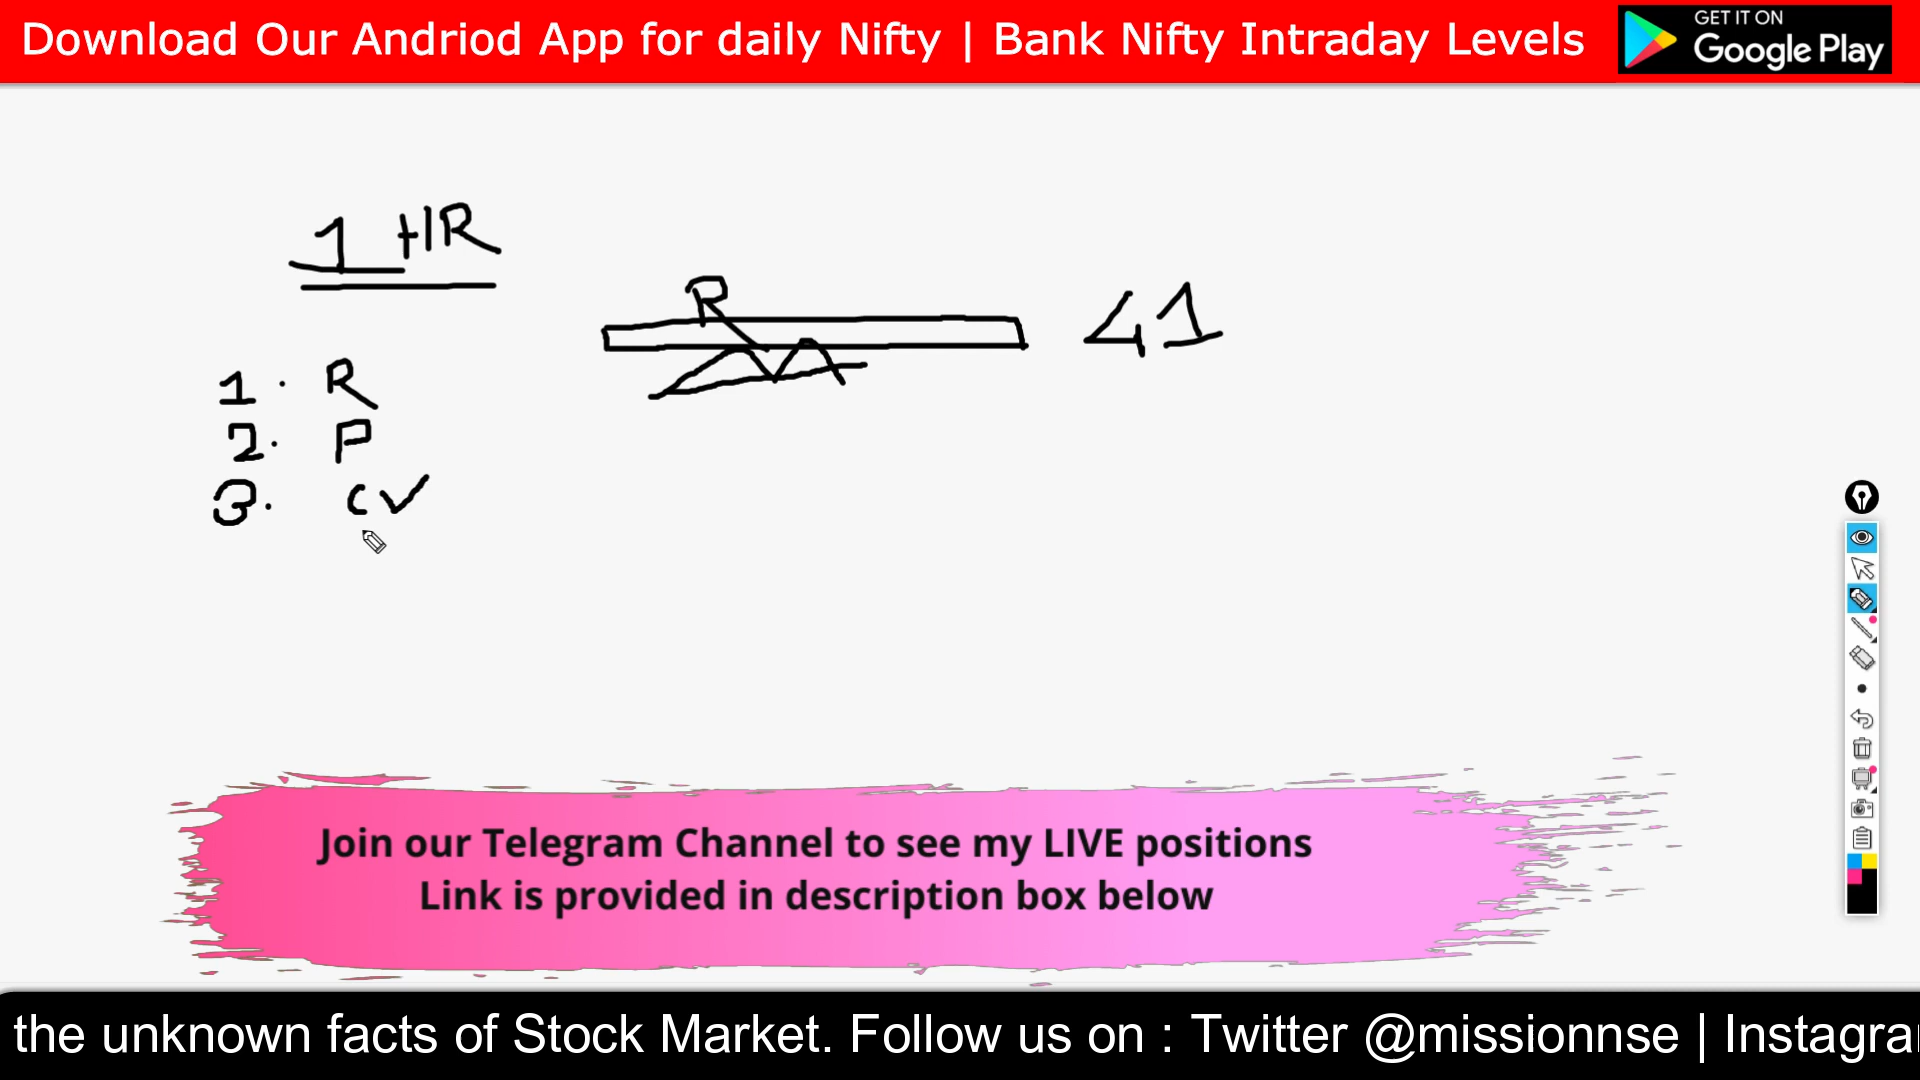 Download Our Andriod App for daily Nifty | Bank Nifty Intraday Levels
GET IT ON
Google Play
1 HR
R
41
1. R
2. P
3. CV
Join our Telegram Channel to see my LIVE positions
Link is provided in description box below
the unknown facts of Stock Market. Follow us on : Twitter @missionnse | Instagra